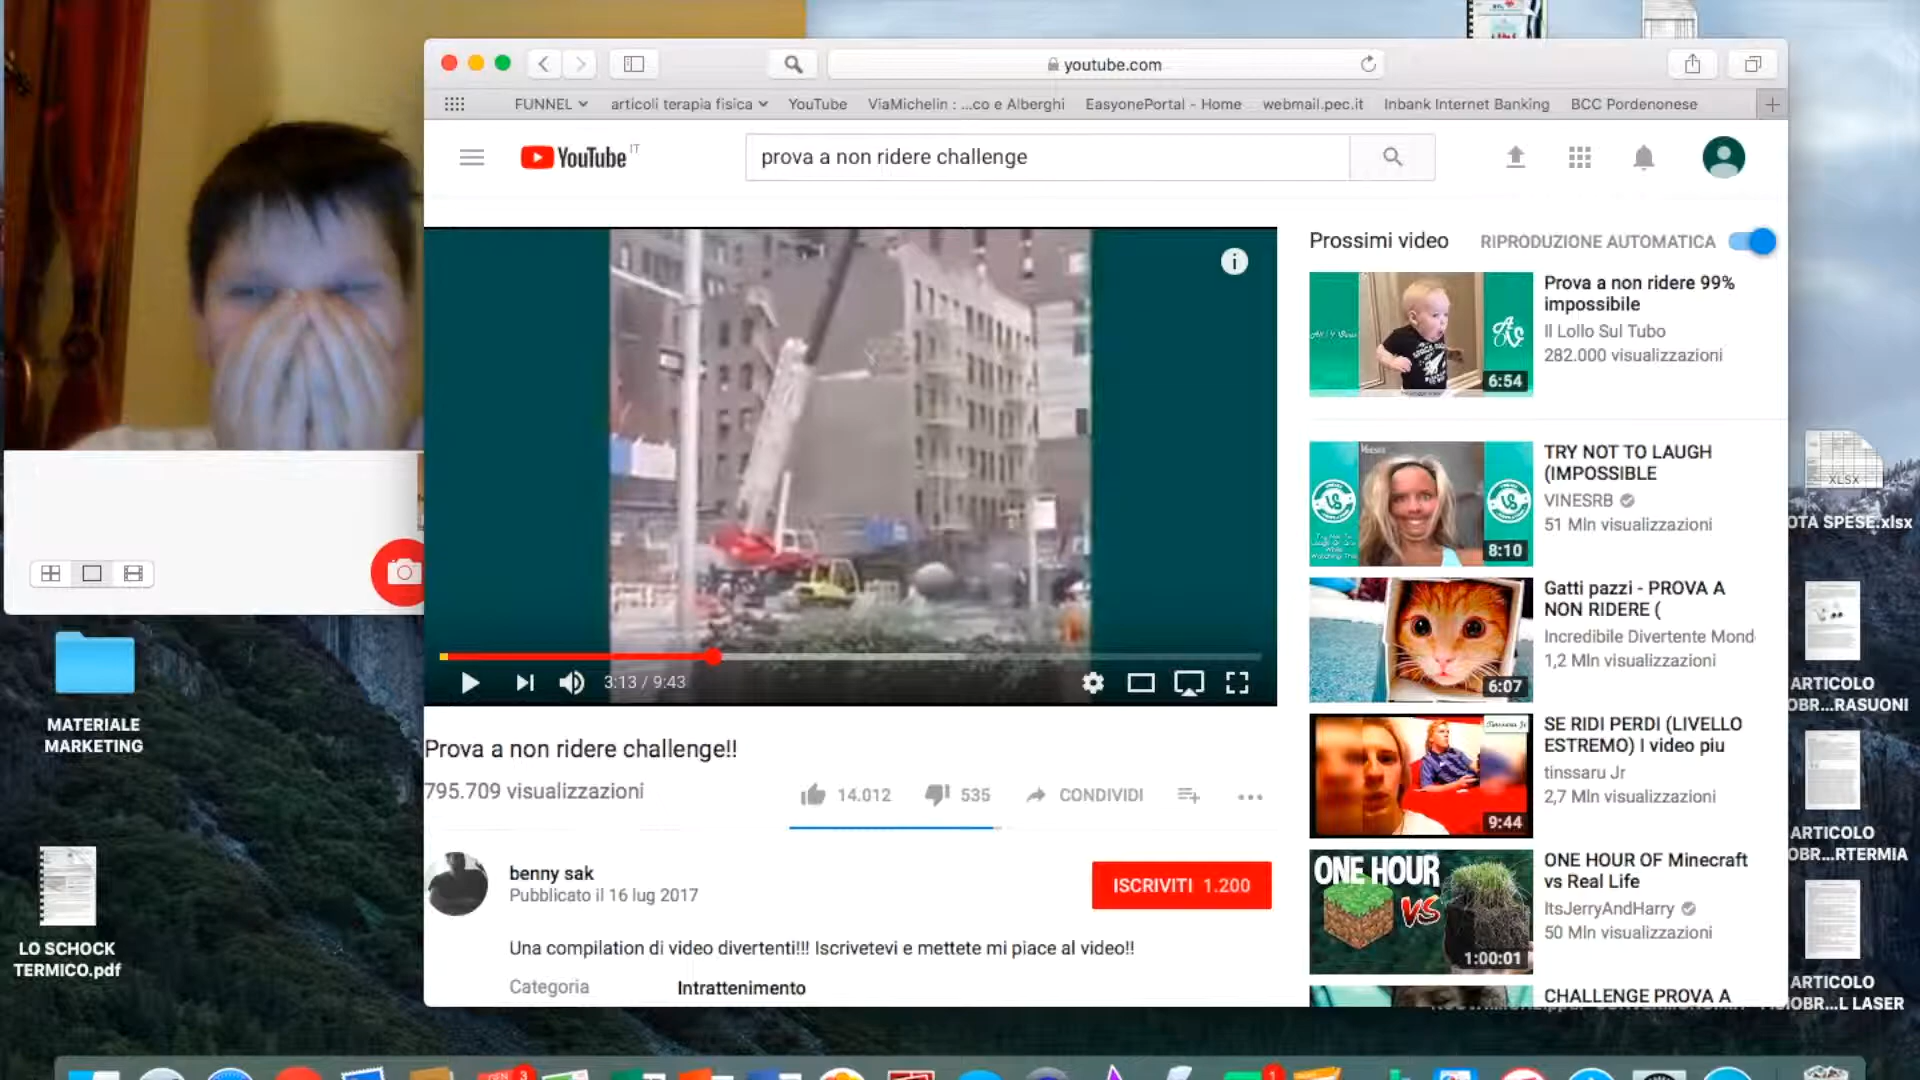 youtube.com
FUNNEL
articoli terapia fisica
YouTube
ViaMichelin : ...co e Alberghi
EasyonePortal - Home
webmail.pec.it
Inbank Internet Banking
BCC Pordenonese
YouTube IT
prova a non ridere challenge
Prossimi video
RIPRODUZIONE AUTOMATICA
Prova a non ridere 99%
impossibile
Il Lollo Sul Tubo
282.000 visualizzazioni
6:54
TRY NOT TO LAUGH
(IMPOSSIBLE
VINESRB
51 Mln visualizzazioni
8:10
Gatti pazzi - PROVA A
NON RIDERE (
Incredibile Divertente Mond
1,2 Mln visualizzazioni
6:07
SE RIDI PERDI (LIVELLO
ESTREMO) I video piu
tinssaru Jr
2,7 Mln visualizzazioni
9:44
ONE HOUR
VS
1:00:01
ONE HOUR OF Minecraft
vs Real Life
ItsJerryAndHarry
50 Mln visualizzazioni
CHALLENGE PROVA A
3:13 / 9:43
Prova a non ridere challenge!!
795.709 visualizzazioni
14.012
535
CONDIVIDI
benny sak
Pubblicato il 16 lug 2017
ISCRIVITI 1.200
Una compilation di video divertenti!!! Iscrivetevi e mettete mi piace al video!!
Categoria
Intrattenimento
MATERIALE
MARKETING
LO SCHOCK
TERMICO.pdf
XLSX
OTA SPESE.xlsx
ARTICOLO
OBR...RASUONI
ARTICOLO
OBR...RTERMIA
ARTICOLO
IOBR...L LASER
3
1